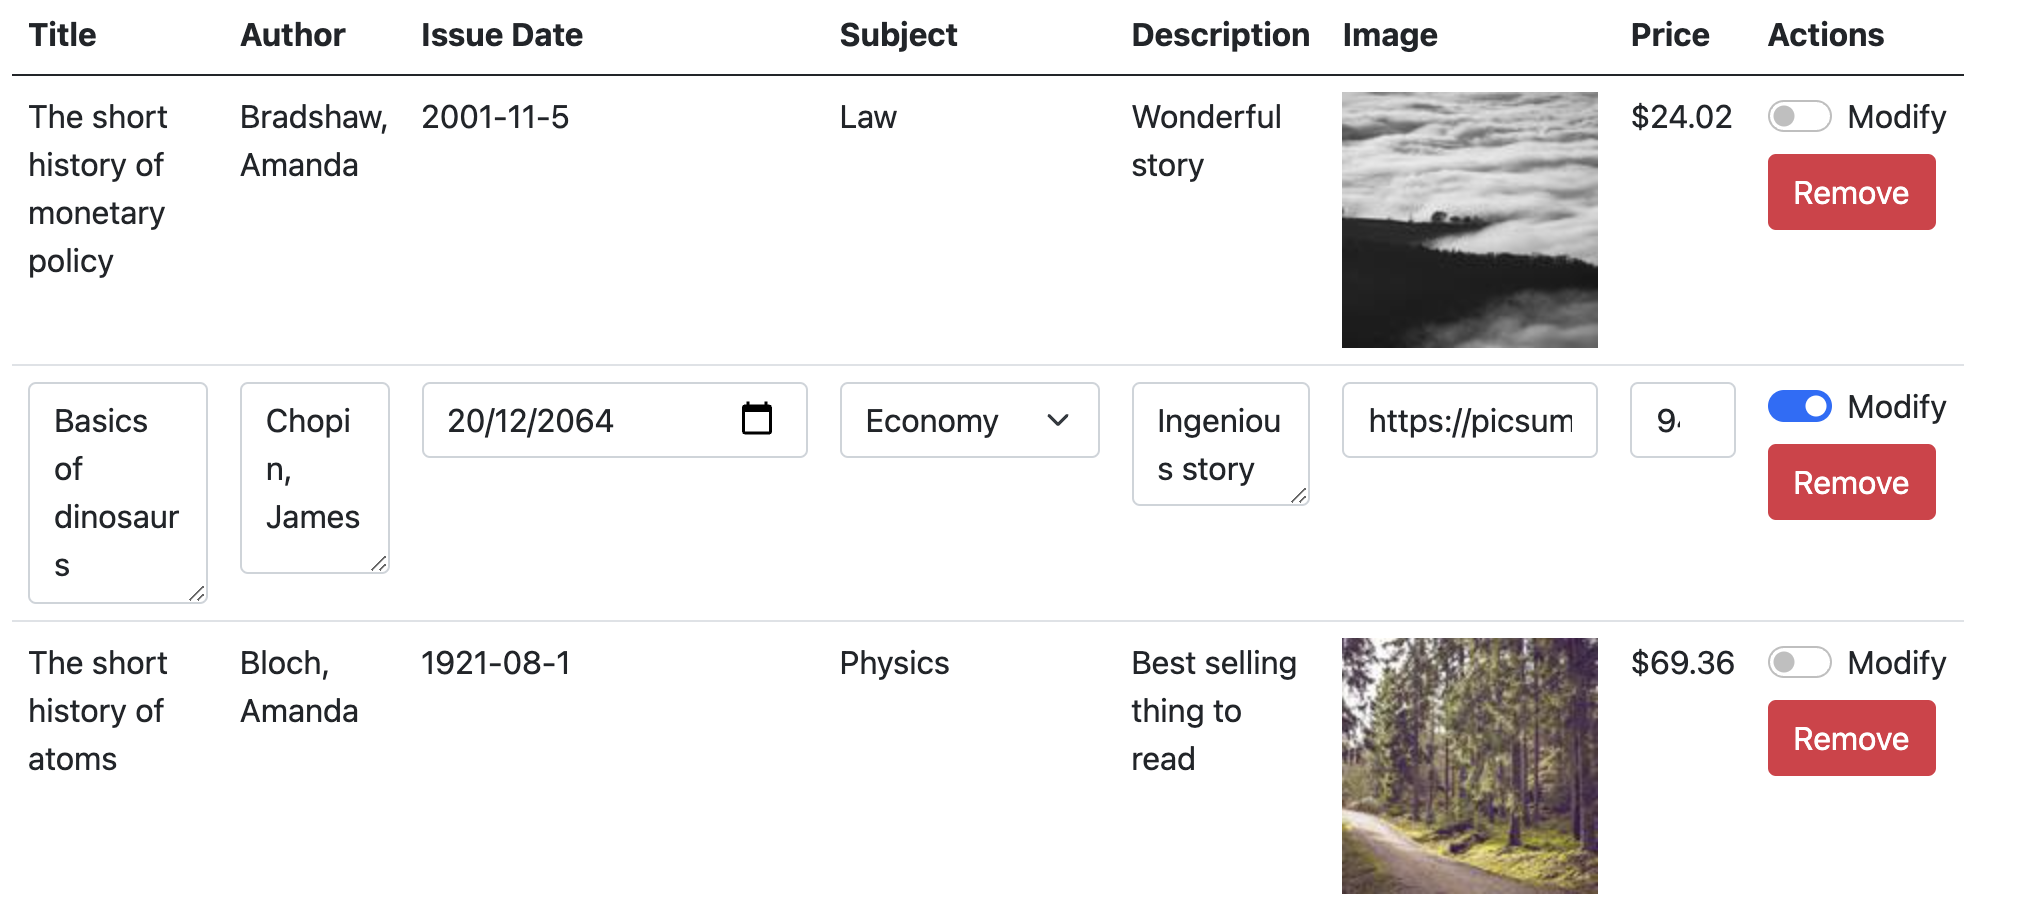 Title Author Issue Date Subject Description Image Price Actions
The short
history of
monetary
policy
Bradshaw,
Amanda
2001-11-5
Law
Wonderful
story
$24.02
Modify
Remove
Basics
of
dinosaur
s
Chopi
n,
James
20/12/2064
Economy
Ingeniou
s story
https://picsum
9
Modify
Remove
The short
history of
atoms
Bloch,
Amanda
1921-08-1
Physics
Best selling
thing to
read
$69.36
Modify
Remove